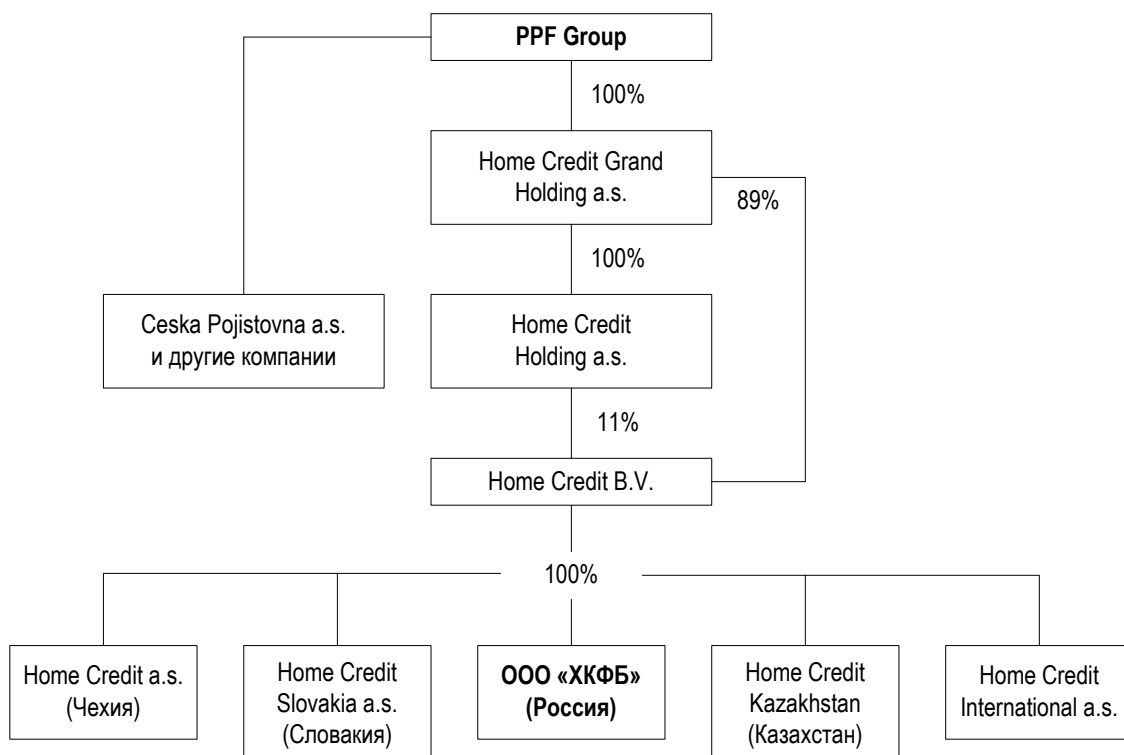 PPF Group
100%
Home Credit Grand
Holding a.s.
89%
100%
Ceska Pojistovna a.s.
и другие компании
Home Credit
Holding a.s.
11%
Home Credit B.V.
100%
Home Credit a.s.
(Чехия)
Home Credit
Slovakia a.s.
(Словакия)
ООО «ХКФБ»
(Россия)
Home Credit
Kazakhstan
(Казахстан)
Home Credit
International a.s.